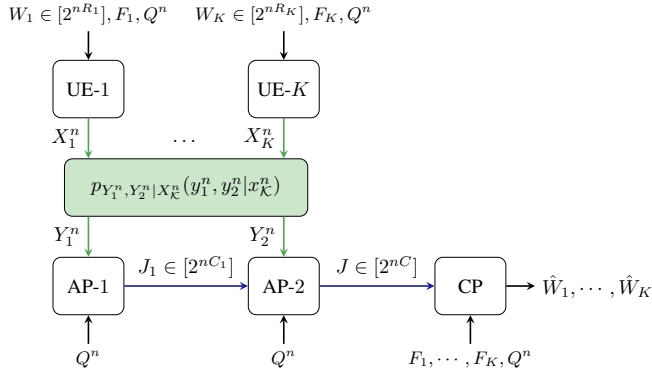 W_1 ∈ [2^{nR_1}], F_1, Q^n
W_K ∈ [2^{nR_K}], F_K, Q^n
UE-1
UE-K
X_1^n
...
X_K^n
p_{Y_1^n,Y_2^n|X_𝒦^n}(y_1^n, y_2^n|x_𝒦^n)
Y_1^n
Y_2^n
J_1 ∈ [2^{nC_1}]
J ∈ [2^{nC}]
AP-1
AP-2
CP
Ŵ_1, ⋯ , Ŵ_K
Q^n
Q^n
F_1, ⋯ , F_K, Q^n